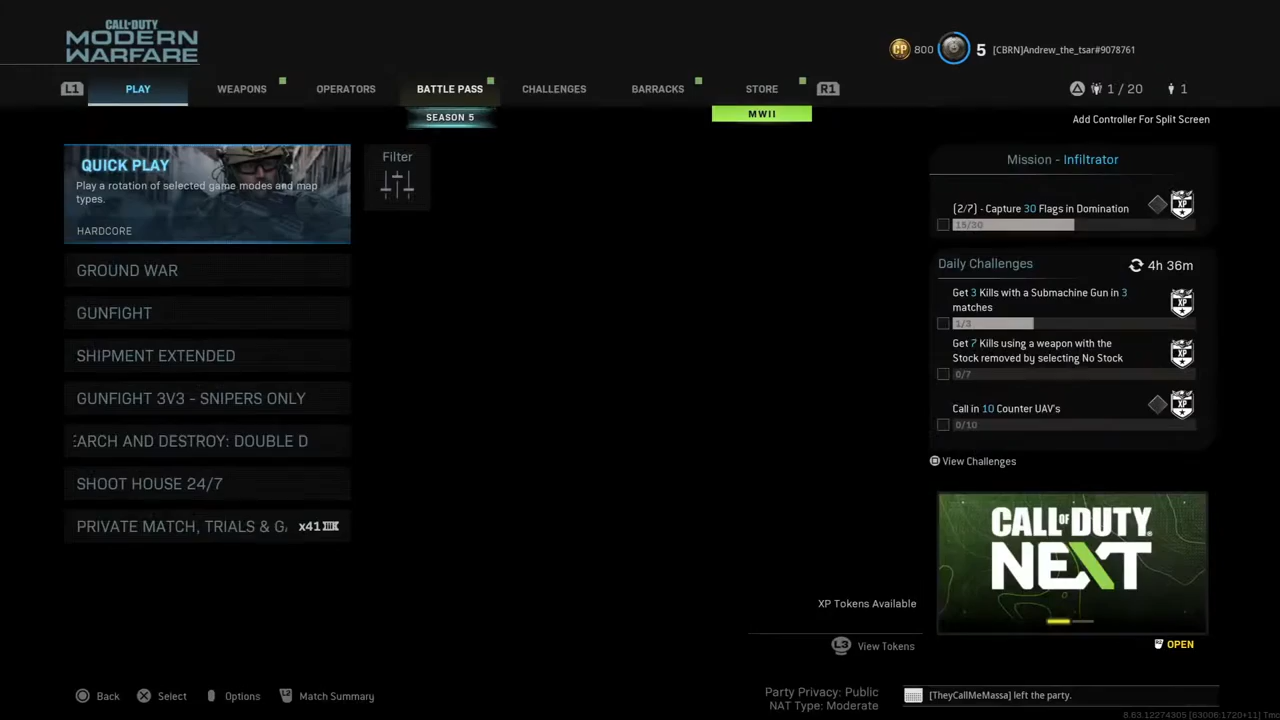 CALL OF DUTY
MODERN
WARFARE
CP 800 5 [CBRN]Andrew_the_tsar#9078761
L1 PLAY WEAPONS OPERATORS BATTLE PASS CHALLENGES BARRACKS STORE R1 1 / 20 1
SEASON 5 MWII
Add Controller For Split Screen
QUICK PLAY
Play a rotation of selected game modes and map
types.
HARDCORE
Filter
GROUND WAR
GUNFIGHT
SHIPMENT EXTENDED
GUNFIGHT 3V3 - SNIPERS ONLY
EARCH AND DESTROY: DOUBLE D
SHOOT HOUSE 24/7
PRIVATE MATCH, TRIALS & GA x41
Mission - Infiltrator
(2/7) - Capture 30 Flags in Domination
XP
15/30
Daily Challenges 4h 36m
Get 3 Kills with a Submachine Gun in 3
matches
XP
1/3
Get 7 Kills using a weapon with the
Stock removed by selecting No Stock
XP
0/7
Call in 10 Counter UAV's
XP
0/10
View Challenges
CALL OF DUTY
NEXT
OPEN
XP Tokens Available
L3 View Tokens
Back Select Options Match Summary
Party Privacy: Public
NAT Type: Moderate
[TheyCallMeMassa] left the party.